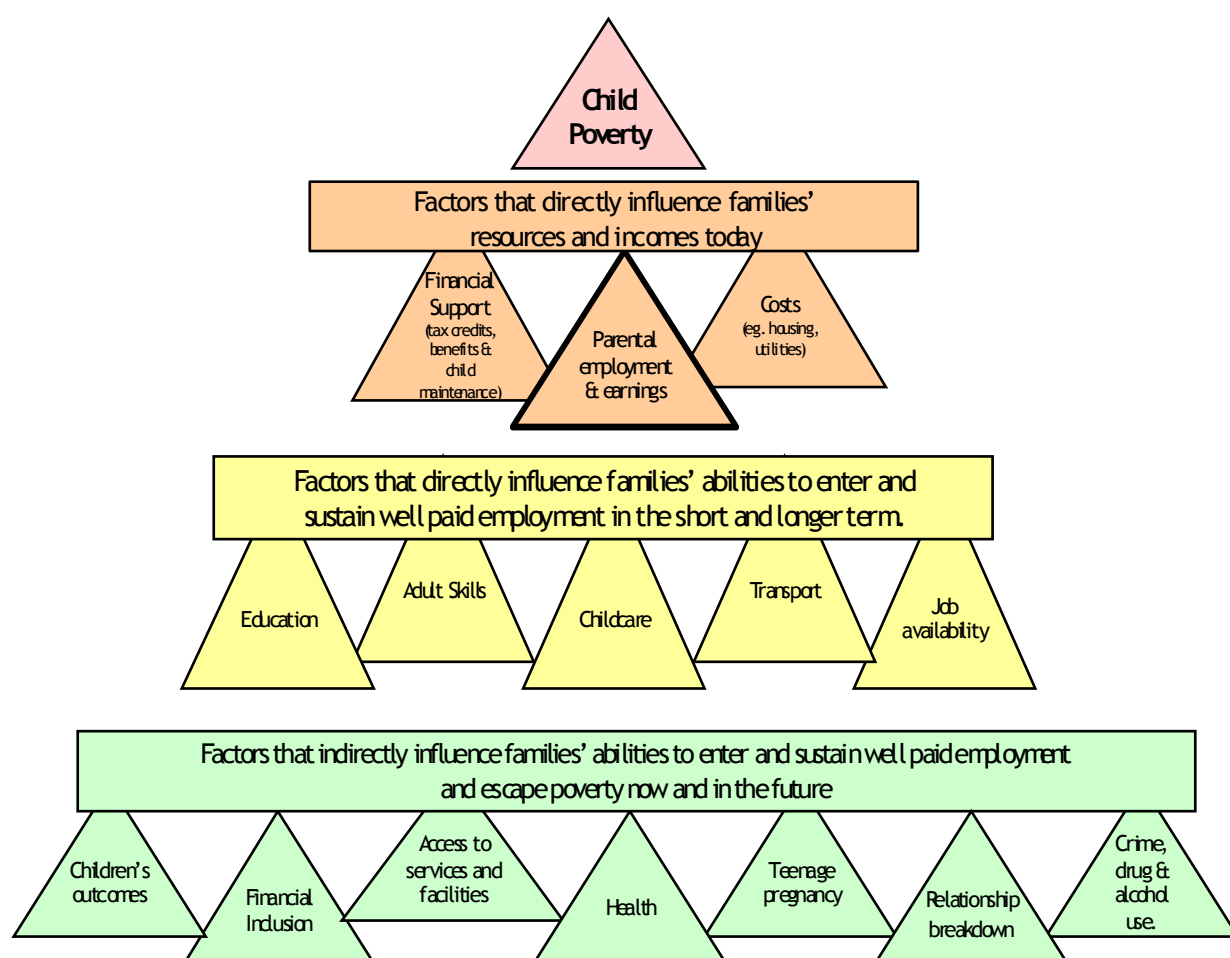 Child
Poverty
Factors that directly influence families’
resources and incomes today
Financial
Support
(tax credits,
benefits &
child
maintenance)
Parental
employment
& earnings
Costs
(eg. housing,
utilities)
Factors that directly influence families’ abilities to enter and
sustain well paid employment in the short and longer term.
Education
Adult Skills
Childcare
Transport
Job
availability
Factors that indirectly influence families’ abilities to enter and sustain well paid employment
and escape poverty now and in the future
Children’s
outcomes
Financial
Inclusion
Access to
services and
facilities
Health
Teenage
pregnancy
Relationship
breakdown
Crime,
drug &
alcohol
use.